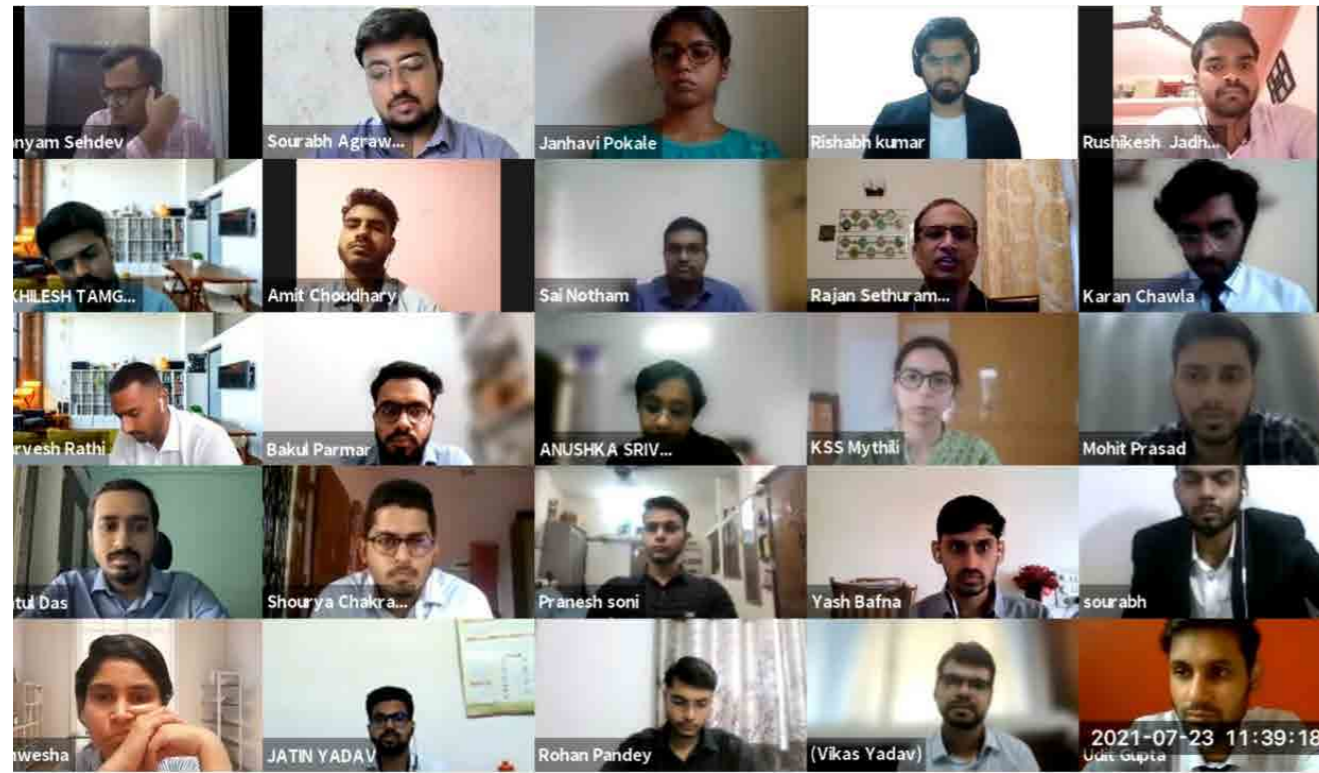 nyam Sehdev
Sourabh Agraw...
Janhavi Pokale
Rishabh kumar
Rushikesh Jadh...
KHILESH TAMG...
Amit Choudhary
Sai Notham
Rajan Sethuram...
Karan Chawla
rvesh Rathi
Bakul Parmar
ANUSHKA SRIV...
KSS Mythili
Mohit Prasad
tul Das
Shourya Chakra...
Pranesh soni
Yash Bafna
sourabh
nwesha
JATIN YADAV
Rohan Pandey
(Vikas Yadav)
2021-07-23 11:39:18
Udit Gupta